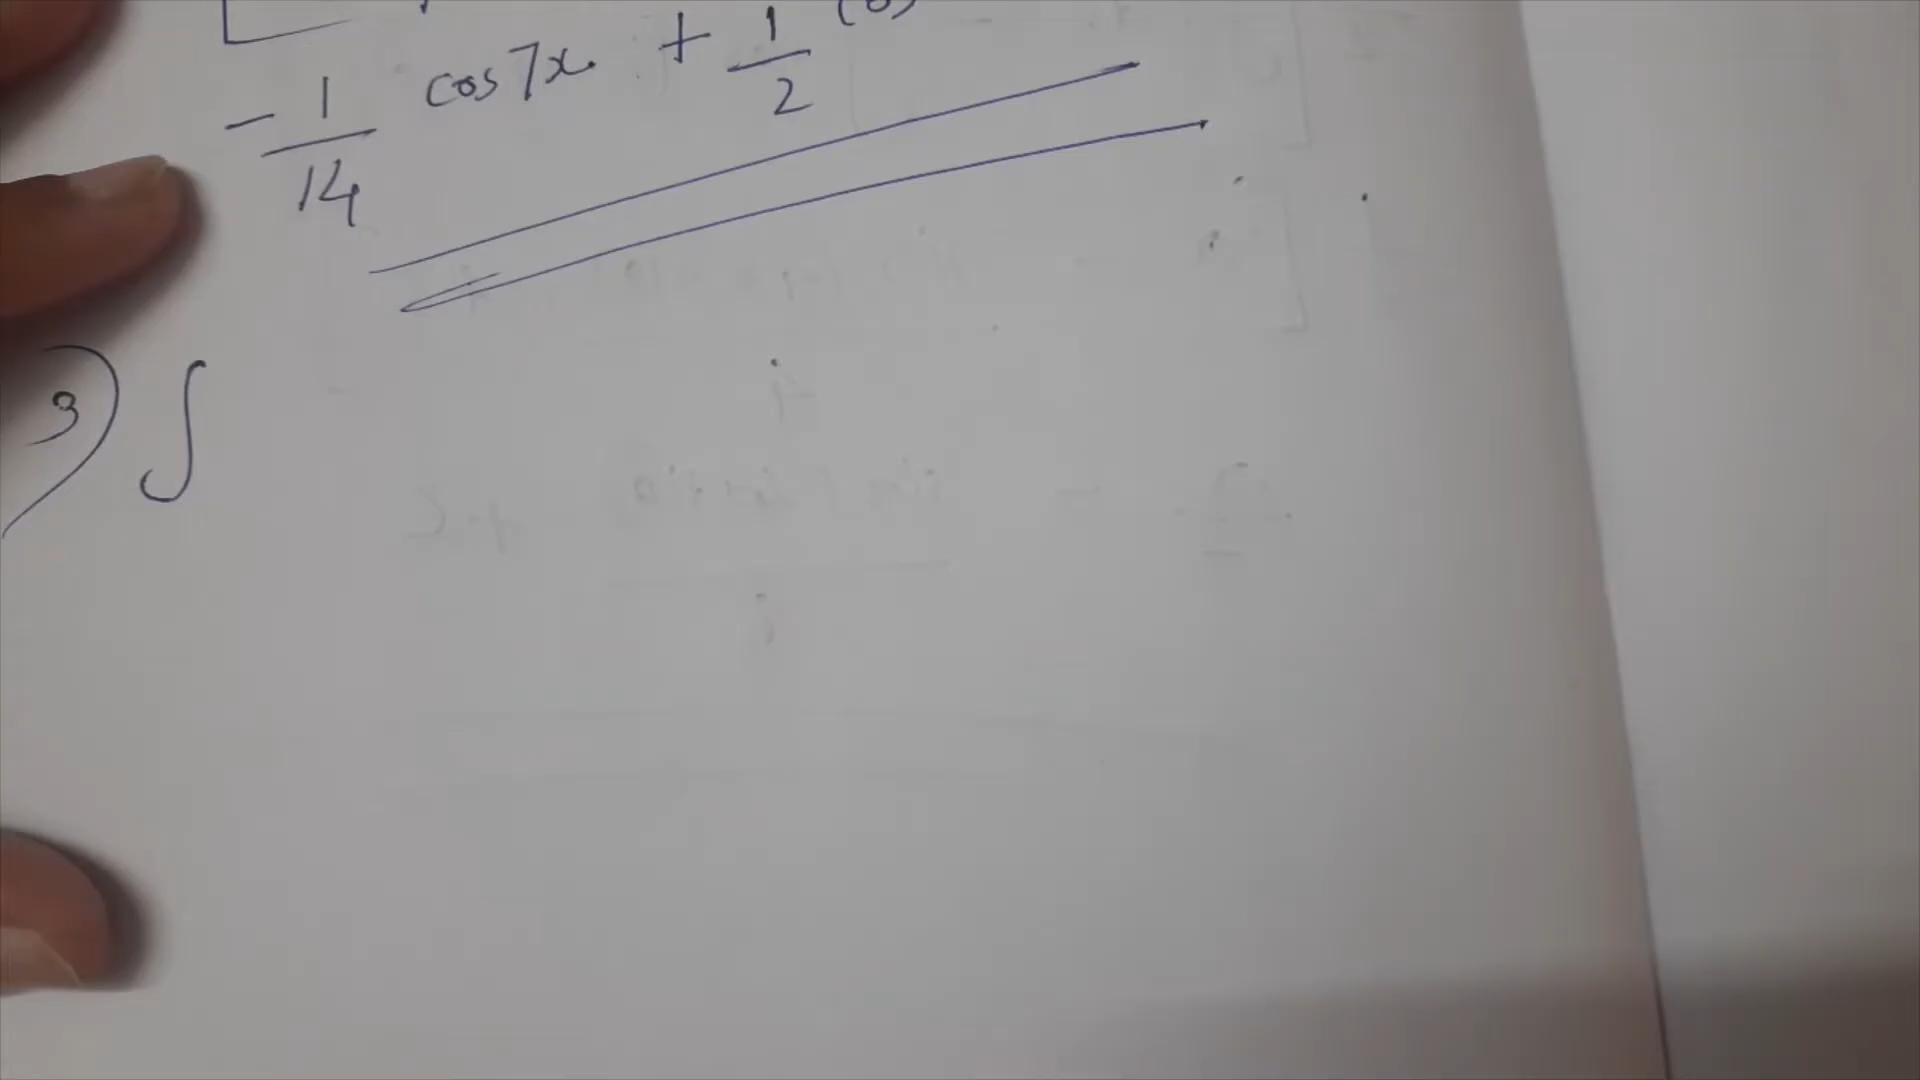 -1/14 cos7x + 1/2
3) ∫